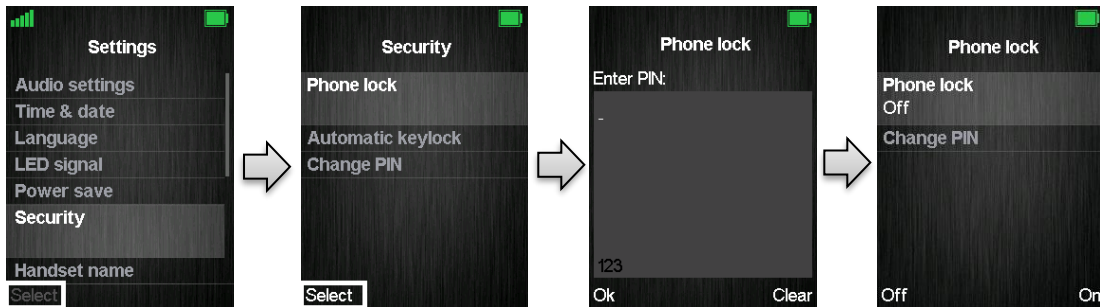 Settings
Audio settings
Time & date
Language
LED signal
Power save
Security
Handset name
Select
Security
Phone lock
Automatic keylock
Change PIN
Select
Phone lock
Enter PIN:
-
123
Ok Clear
Phone lock
Phone lock
Off
Change PIN
Off On